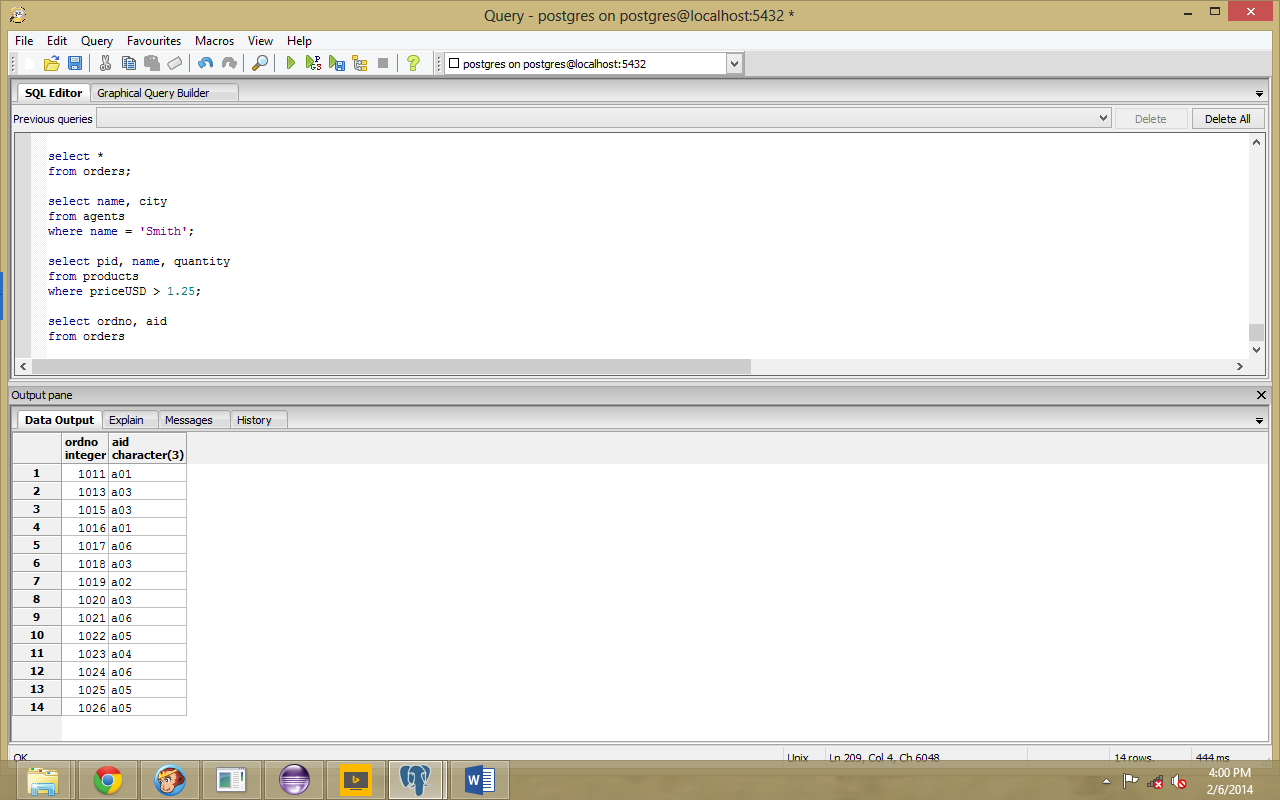 Query - postgres on postgres@localhost:5432 *
File Edit Query Favourites Macros View Help
postgres on postgres@localhost:5432
SQL Editor Graphical Query Builder
Previous queries Delete Delete All
select *
from orders;
select name, city
from agents
where name = 'Smith';
select pid, name, quantity
from products
where priceUSD > 1.25;
select ordno, aid
from orders
Output pane
Data Output Explain Messages History
ordno aid
integer character(3)
1 1011 a01
2 1013 a03
3 1015 a03
4 1016 a01
5 1017 a06
6 1018 a03
7 1019 a02
8 1020 a03
9 1021 a06
10 1022 a05
11 1023 a04
12 1024 a06
13 1025 a05
14 1026 a05
OK Unix Ln 209, Col 4, Ch 6048 14 rows. 444 ms
4:00 PM
2/6/2014